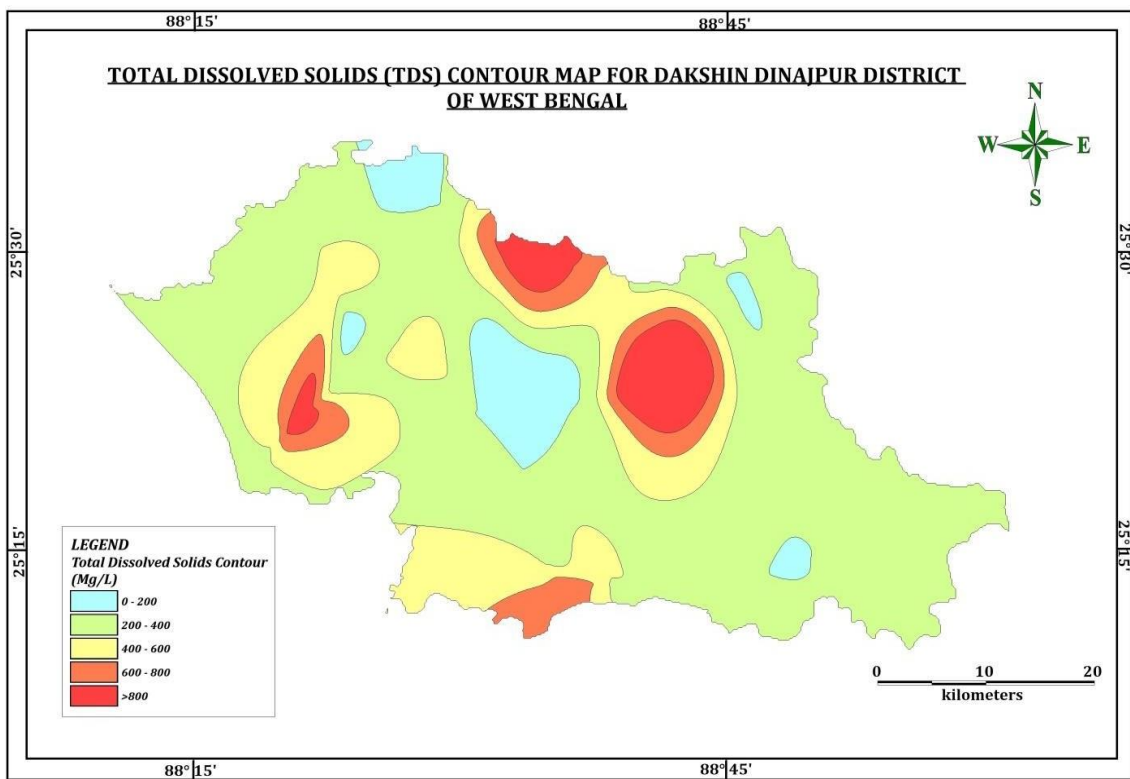 88° 15'
88° 45'
TOTAL DISSOLVED SOLIDS (TDS) CONTOUR MAP FOR DAKSHIN DINAJPUR DISTRICT
OF WEST BENGAL
N
W
E
S
25° 30'
25° 30'
25° 15'
25° 15'
LEGEND
Total Dissolved Solids Contour
(Mg/L)
0 - 200
200 - 400
400 - 600
600 - 800
>800
0 10 20
kilometers
88° 15'
88° 45'